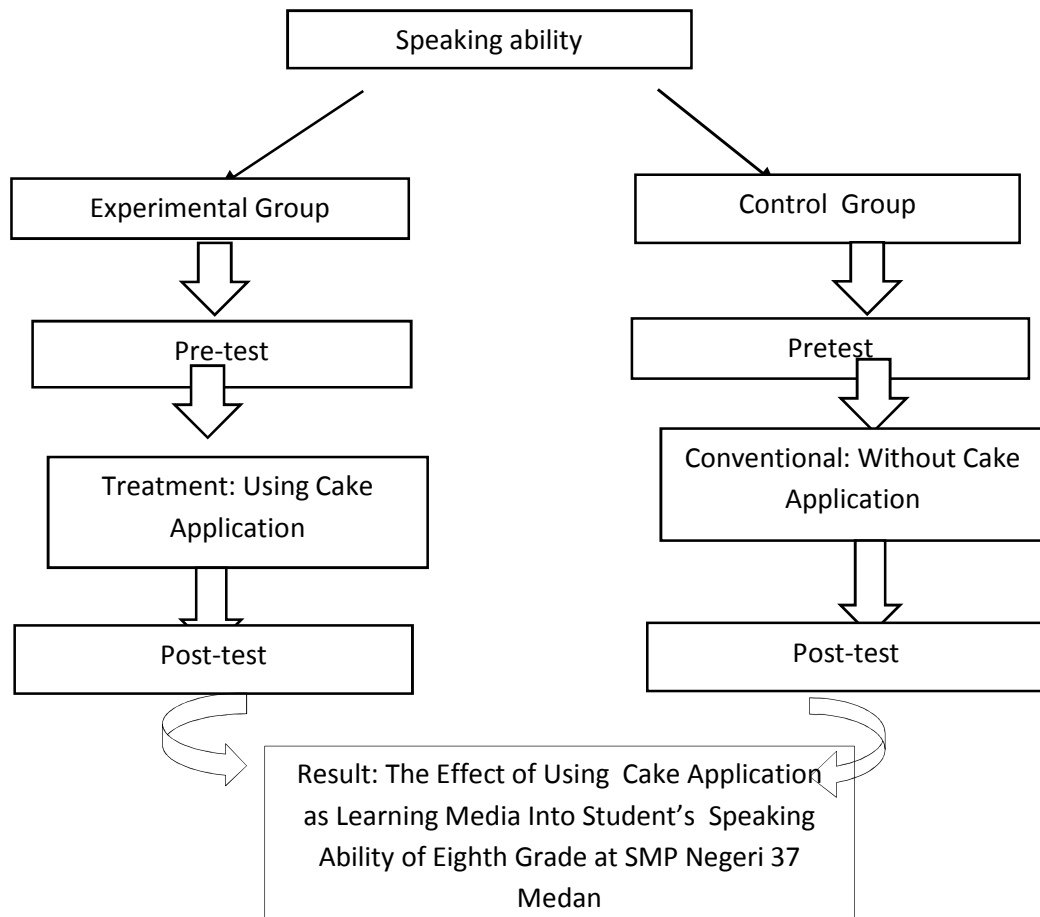 Speaking ability
Experimental Group
Control Group
Pre-test
Pretest
Treatment: Using Cake
Application
Conventional: Without Cake
Application
Post-test
Post-test
Result: The Effect of Using Cake Application
as Learning Media Into Student’s Speaking
Ability of Eighth Grade at SMP Negeri 37
Medan